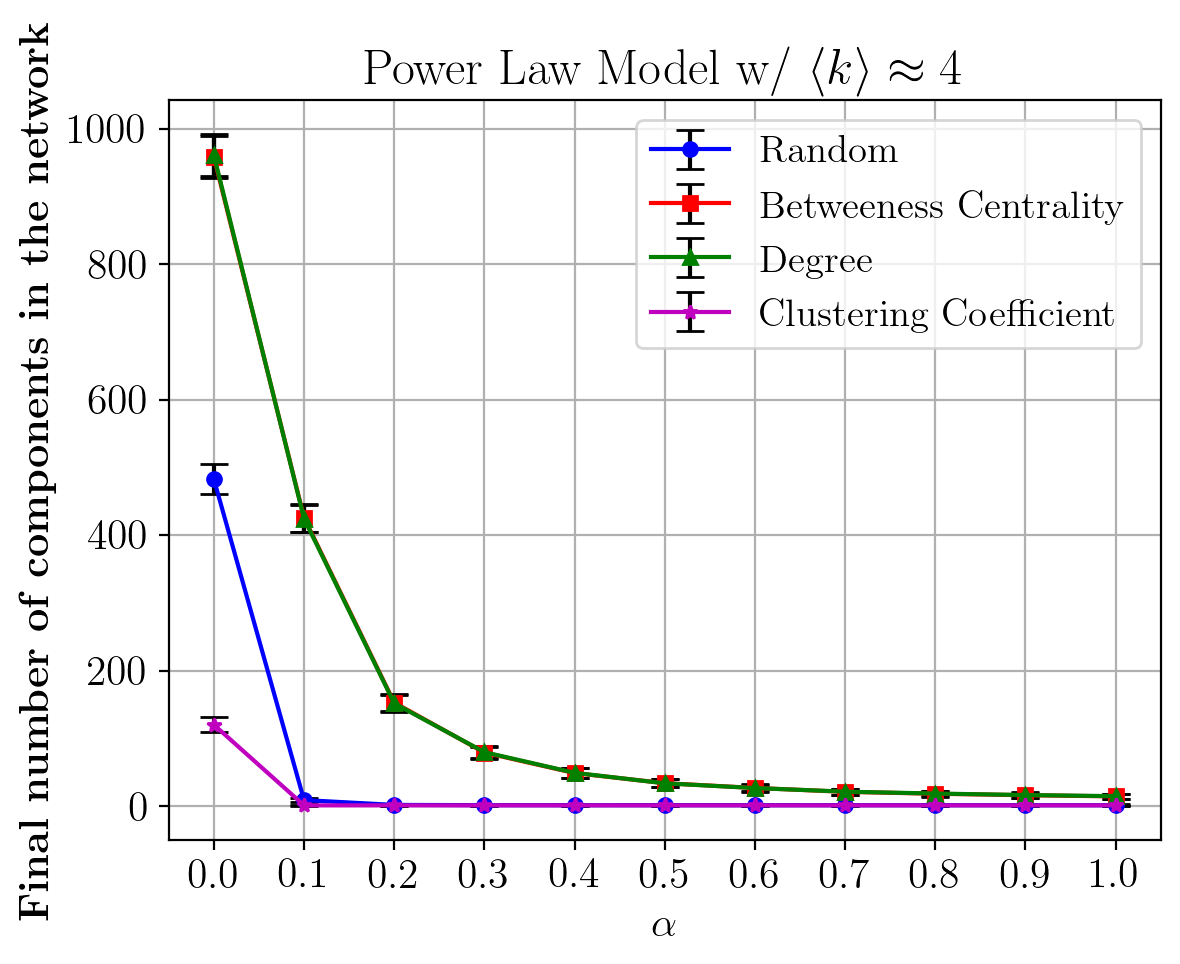 Power Law Model w/ ⟨k⟩ ≈ 4
Final number of components in the network
1000
800
600
400
200
0
Random
Betweeness Centrality
Degree
Clustering Coefficient
0.0 0.1 0.2 0.3 0.4 0.5 0.6 0.7 0.8 0.9 1.0
α